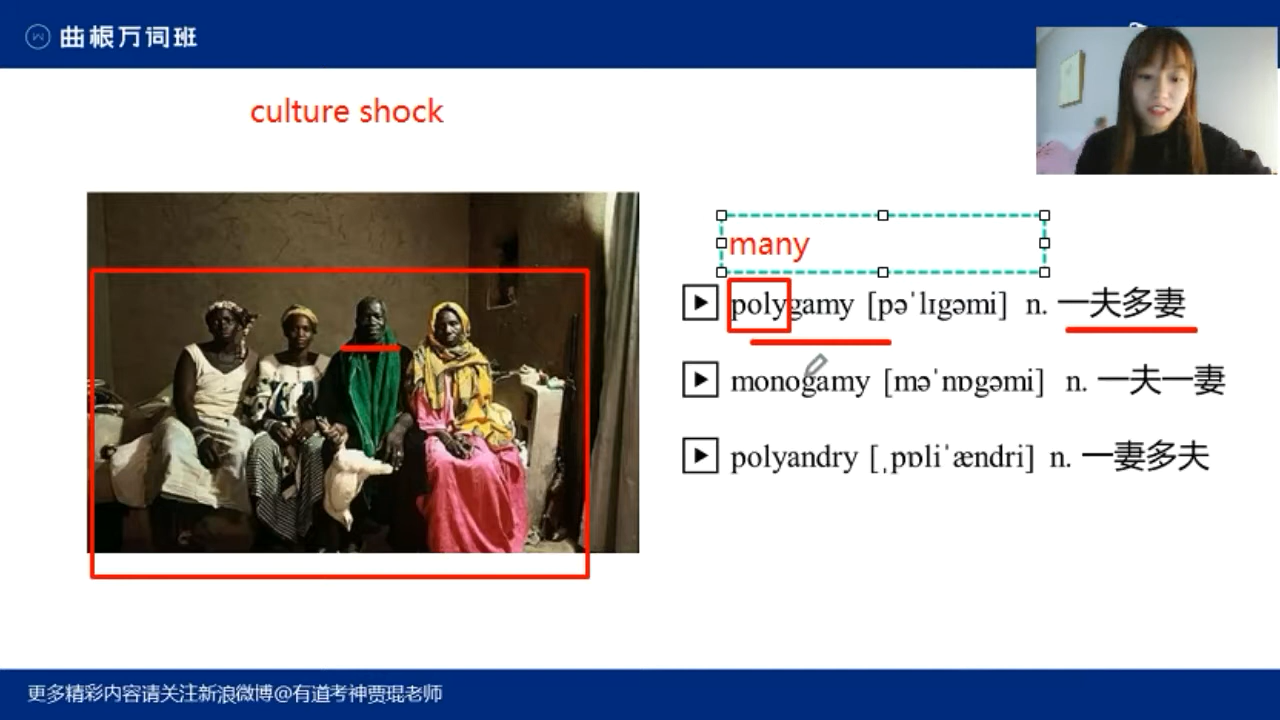 曲根万词班
culture shock
many
polygamy [pəˈlɪgəmi] n. 一夫多妻
monogamy [məˈnɒgəmi] n. 一夫一妻
polyandry [ˌpɒliˈændri] n. 一妻多夫
更多精彩内容请关注新浪微博@有道考神贾琨老师